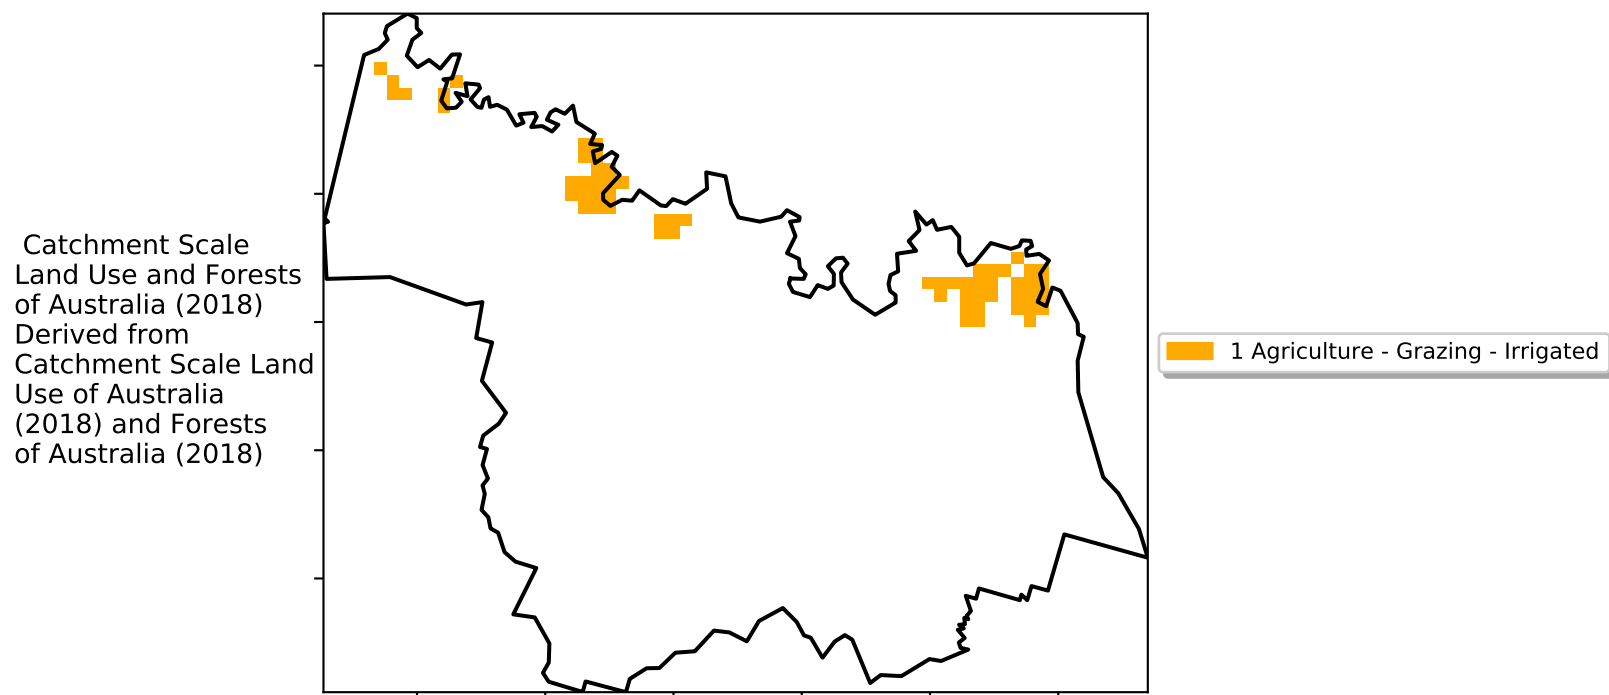 Catchment Scale
Land Use and Forests
of Australia (2018)
Derived from
Catchment Scale Land
Use of Australia
(2018) and Forests
of Australia (2018)
1 Agriculture - Grazing - Irrigated